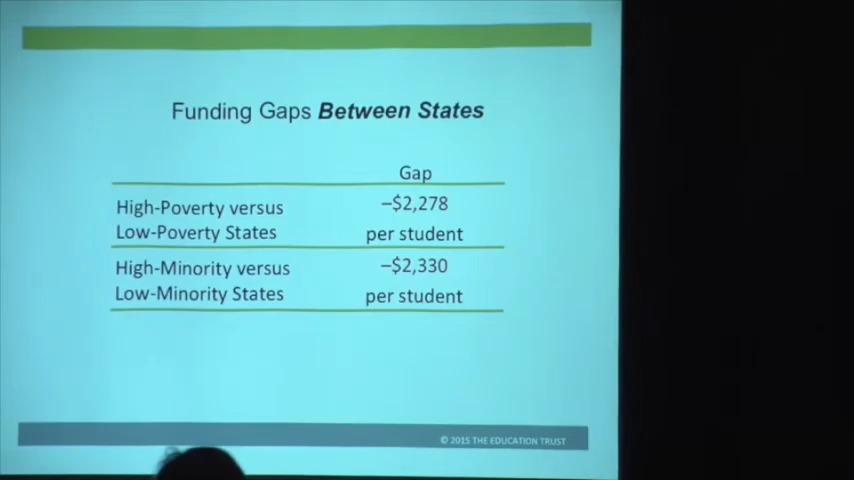 Funding Gaps Between States
Gap
High-Poverty versus
Low-Poverty States
–$2,278
per student
High-Minority versus
Low-Minority States
–$2,330
per student
© 2015 THE EDUCATION TRUST